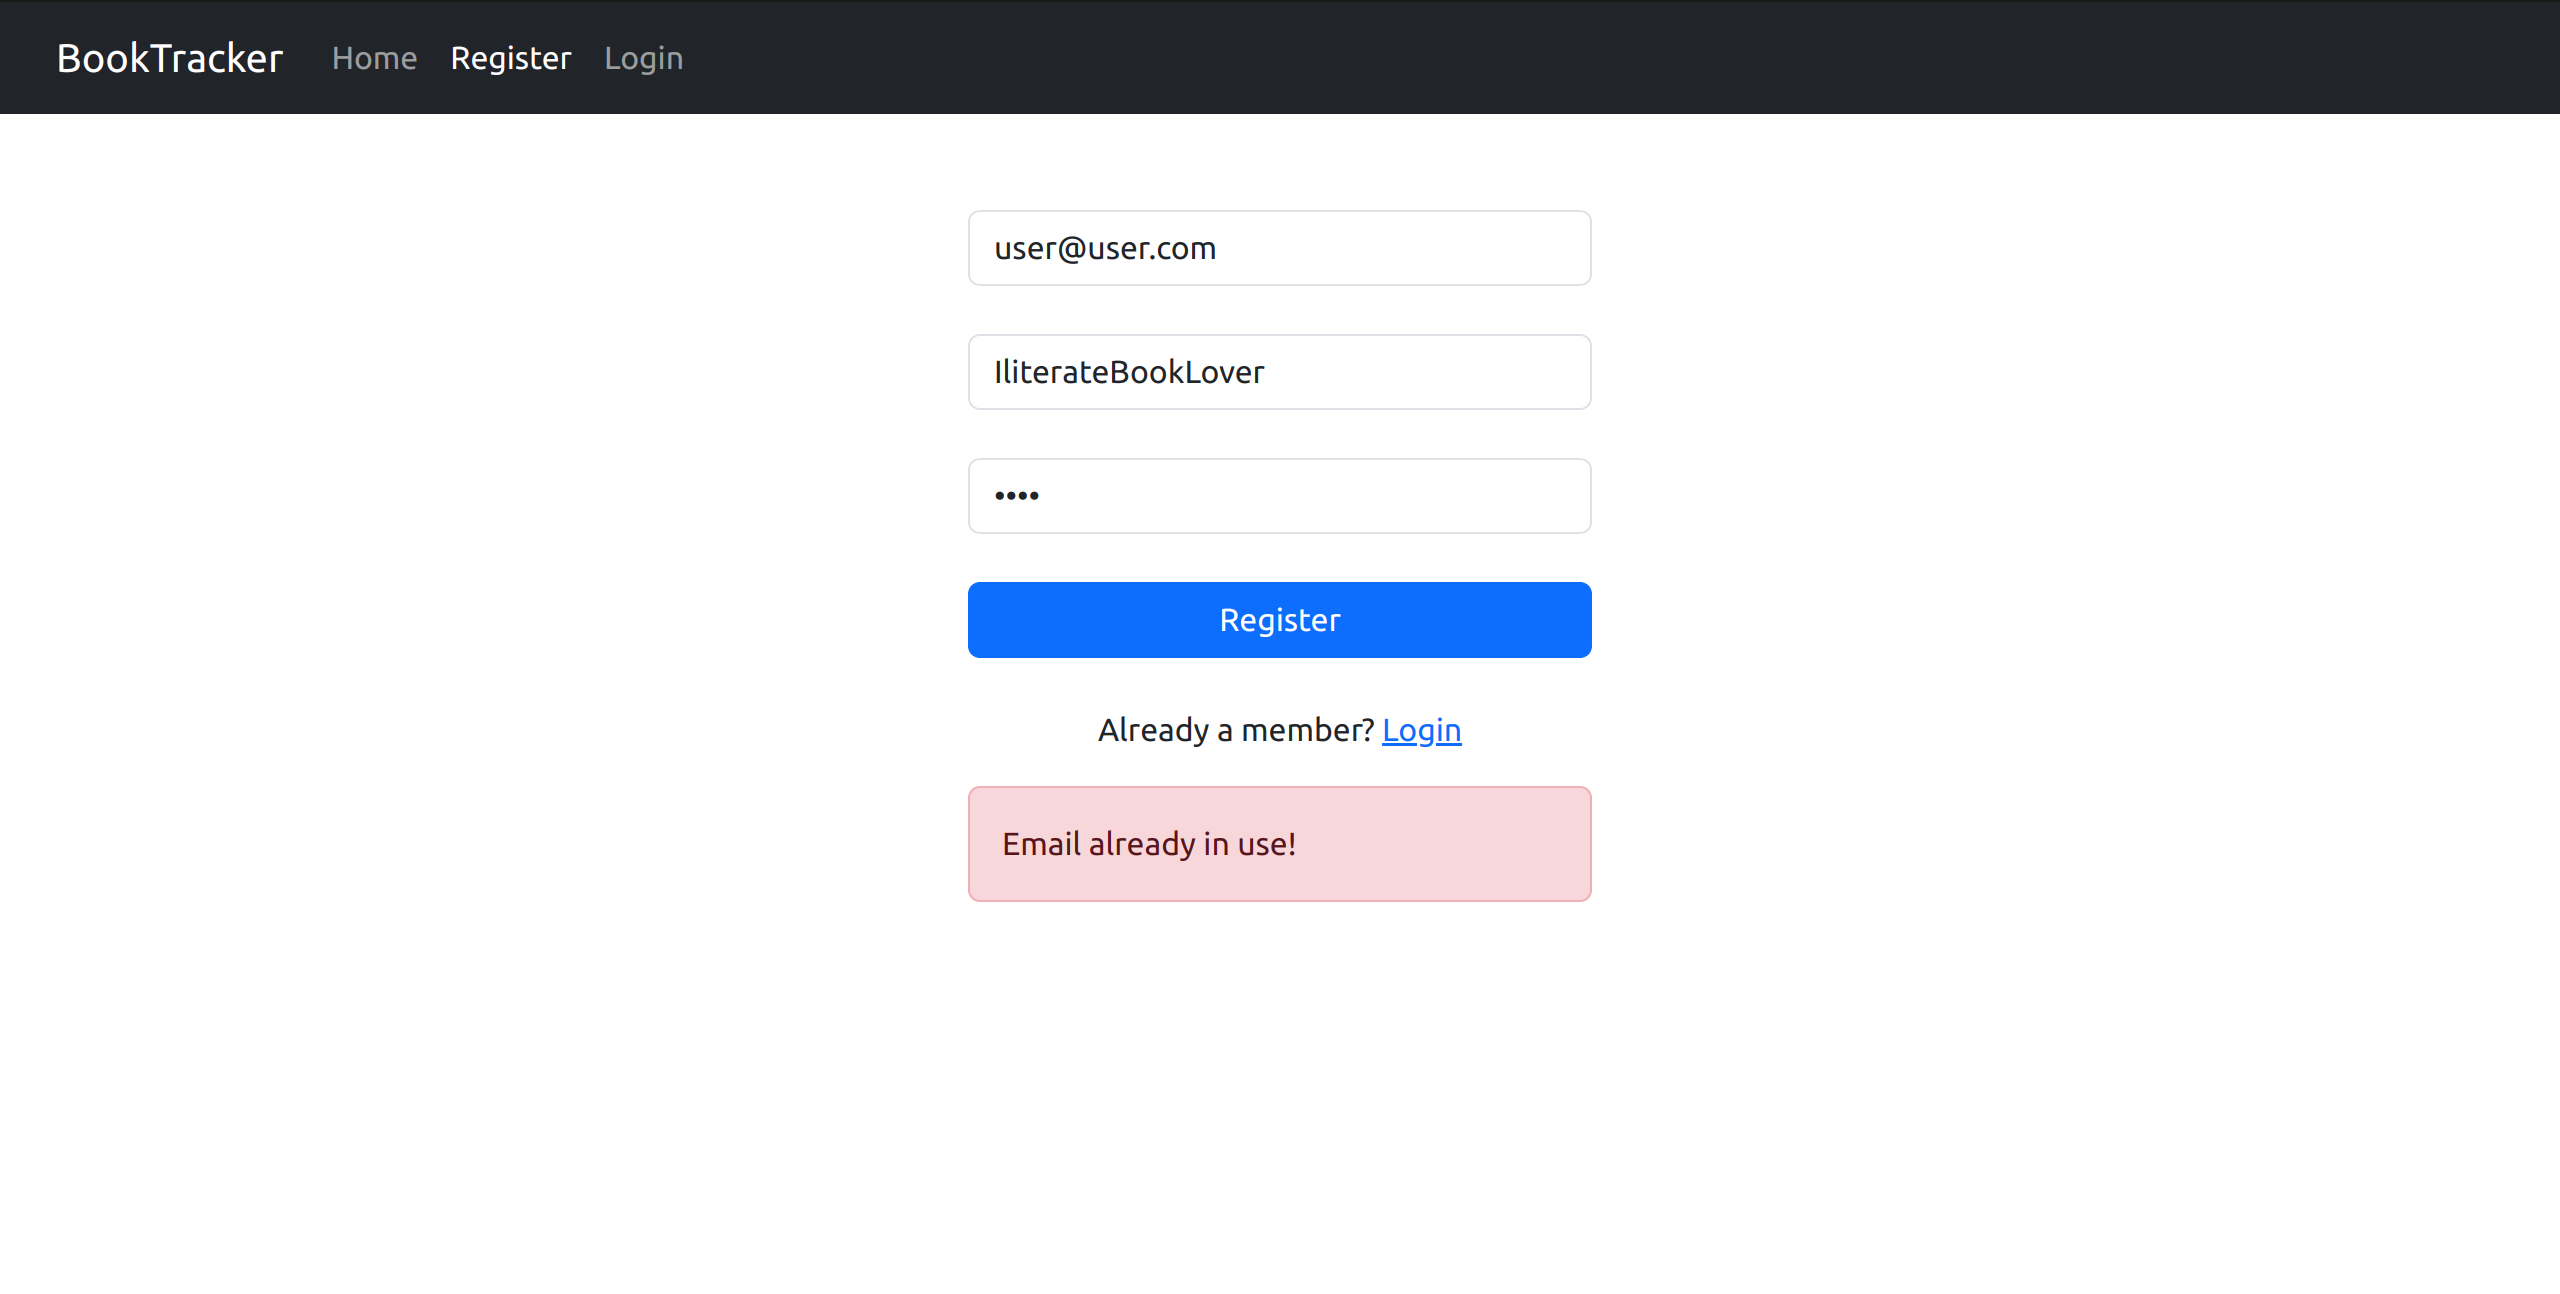 BookTracker Home Register Login
user@user.com
IliterateBookLover
••••
Register
Already a member? Login
Email already in use!